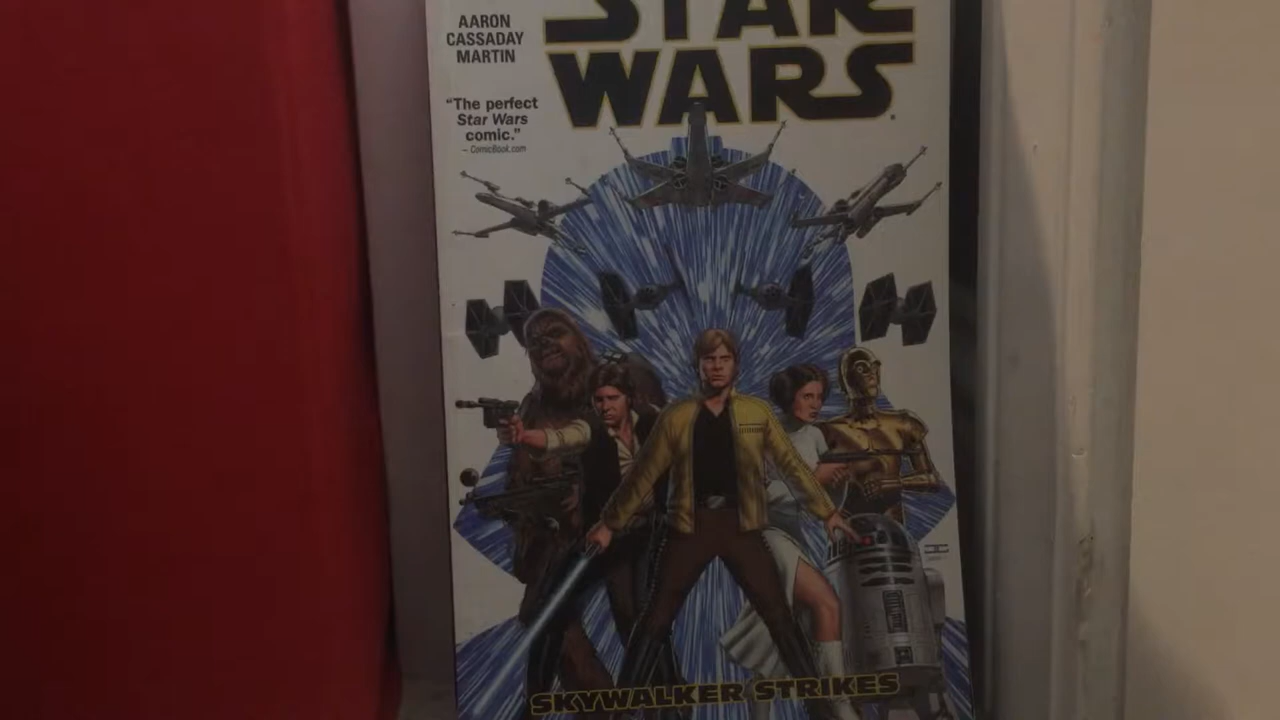 STAR
WARS.
AARON
CASSADAY
MARTIN
"The perfect
Star Wars
comic."
– ComicBook.com
SKYWALKER STRIKES